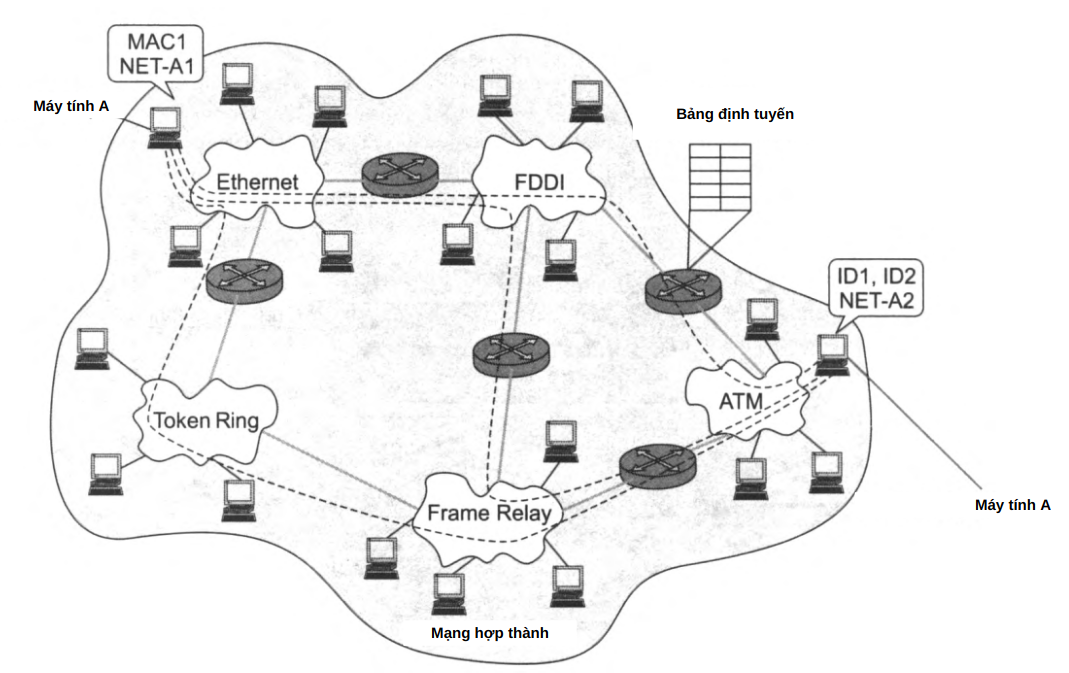 MAC1
NET-A1
Máy tính A
Bảng định tuyến
Ethernet
FDDI
ID1, ID2
NET-A2
ATM
Token Ring
Frame Relay
Máy tính A
Mạng hợp thành